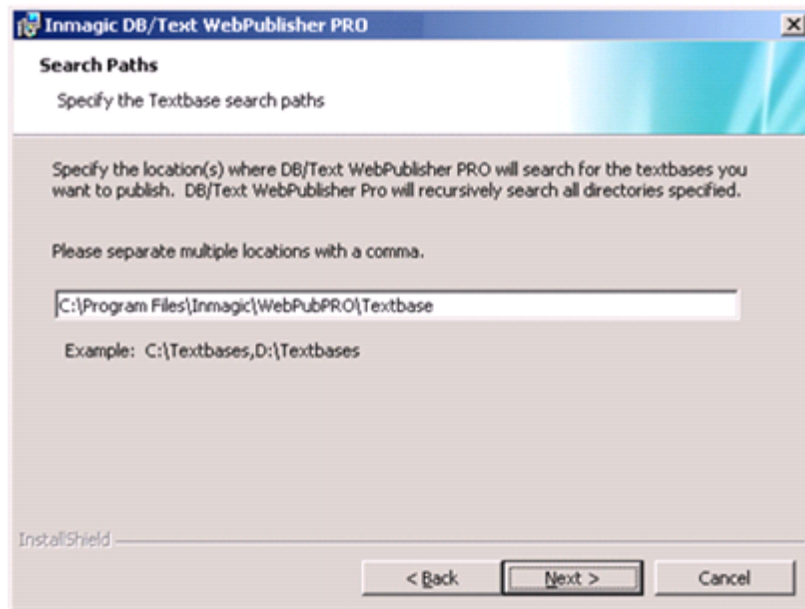 Inmagic DB/Text WebPublisher PRO
Search Paths
Specify the Textbase search paths
Specify the location(s) where DB/Text WebPublisher PRO will search for the textbases you
want to publish. DB/Text WebPublisher Pro will recursively search all directories specified.
Please separate multiple locations with a comma.
C:\Program Files\Inmagic\WebPubPRO\Textbase
Example: C:\Textbases,D:\Textbases
InstallShield
< Back Next > Cancel